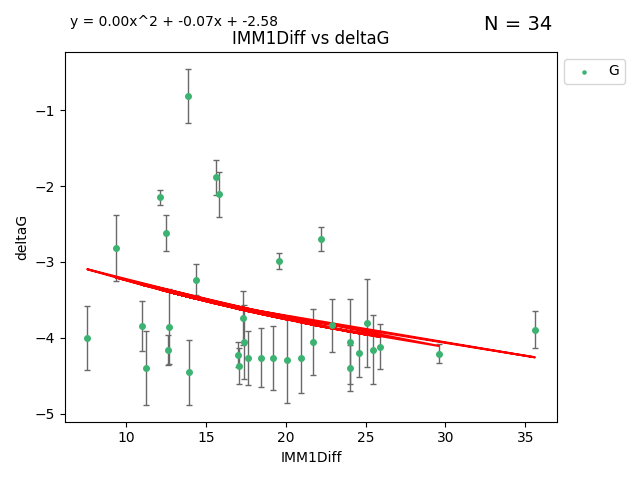 y = 0.00x^2 + -0.07x + -2.58
N = 34
IMM1Diff vs deltaG
G
−1
−2
−3
−4
−5
deltaG
10 15 20 25 30 35
IMM1Diff